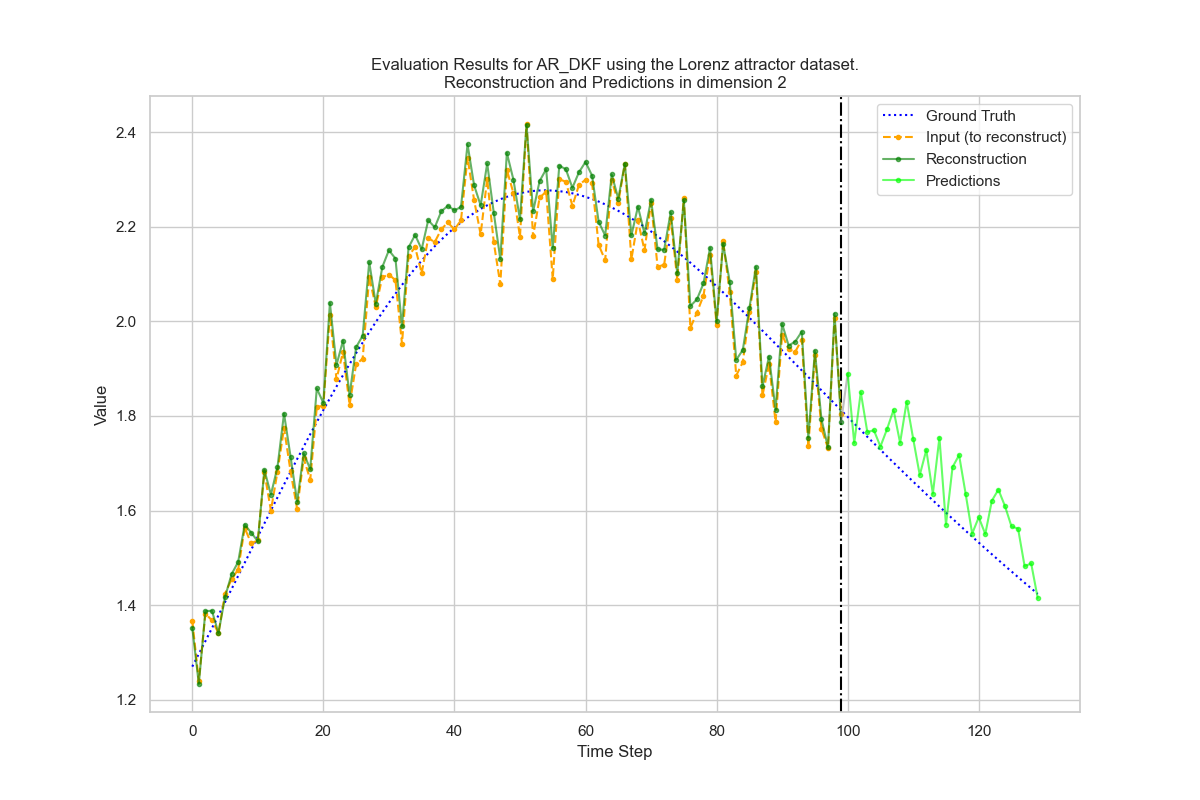 Evaluation Results for AR_DKF using the Lorenz attractor dataset.
Reconstruction and Predictions in dimension 2
Ground Truth
Input (to reconstruct)
Reconstruction
Predictions
Value
2.4
2.2
2.0
1.8
1.6
1.4
1.2
0 20 40 60 80 100 120
Time Step